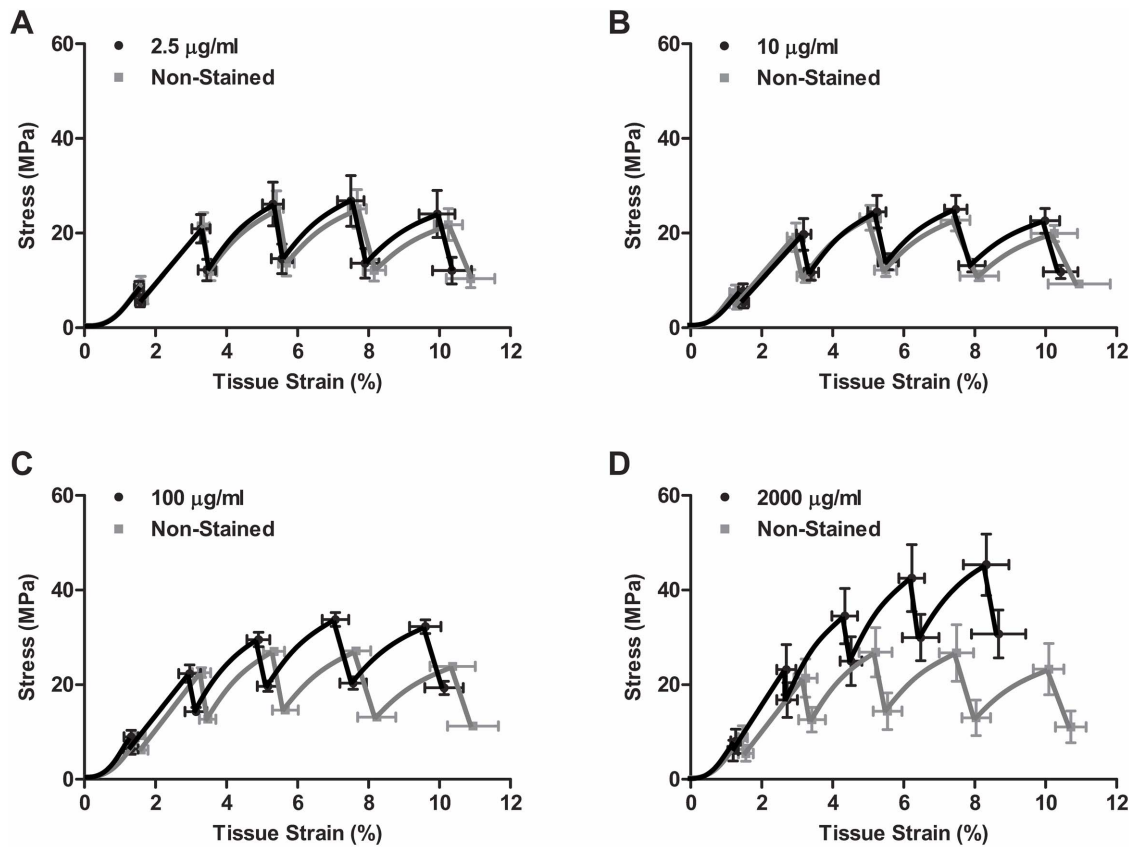 A
2.5 μg/ml
Non-Stained
60
40
20
0
Stress (MPa)
0 2 4 6 8 10 12
Tissue Strain (%)
B
10 μg/ml
Non-Stained
60
40
20
0
Stress (MPa)
0 2 4 6 8 10 12
Tissue Strain (%)
C
100 μg/ml
Non-Stained
60
40
20
0
Stress (MPa)
0 2 4 6 8 10 12
Tissue Strain (%)
D
2000 μg/ml
Non-Stained
60
40
20
0
Stress (MPa)
0 2 4 6 8 10 12
Tissue Strain (%)